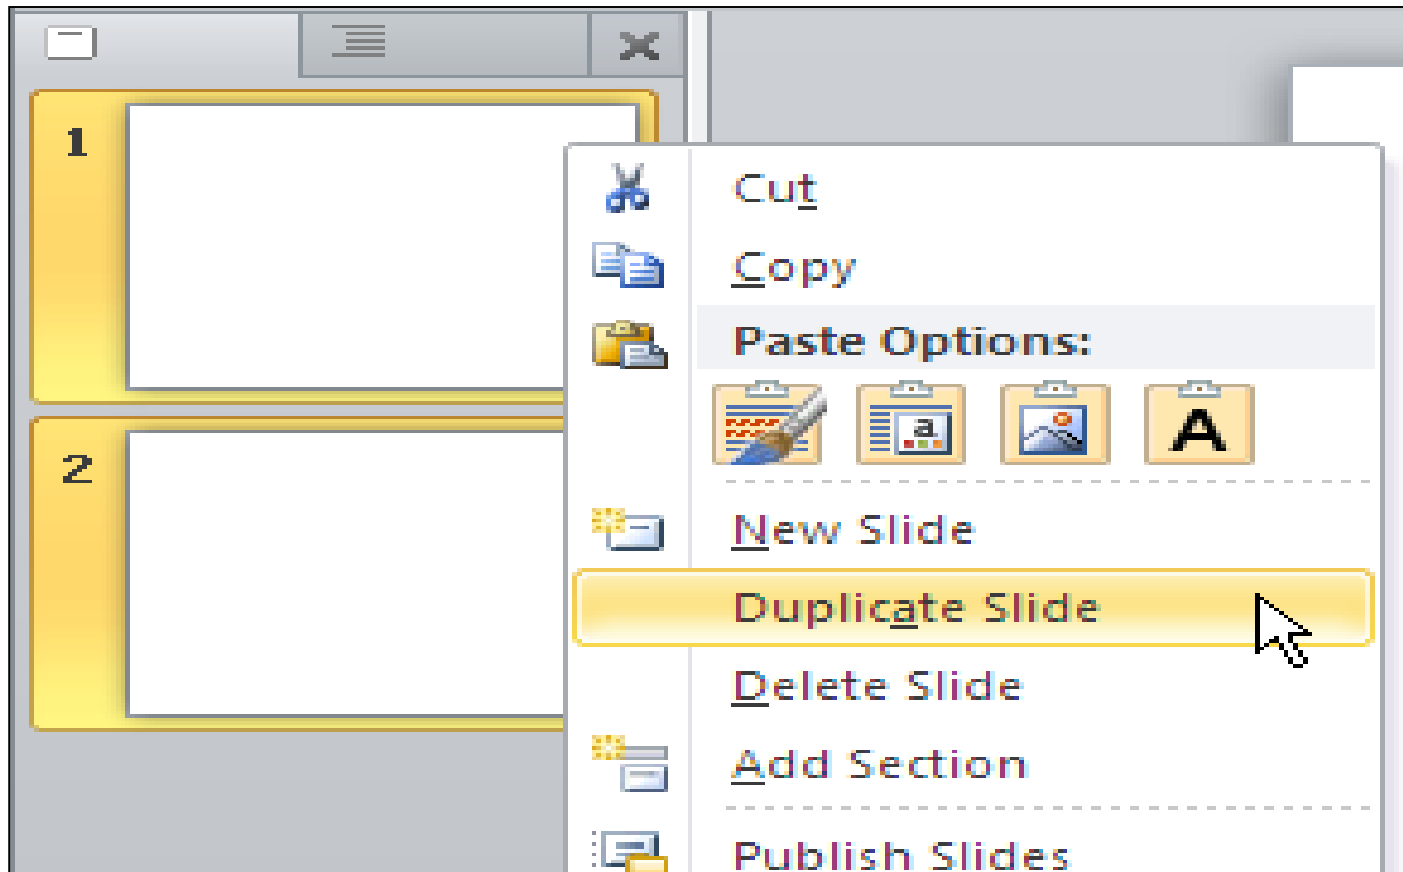 1
2
Cut
Copy
Paste Options:
a
A
New Slide
Duplicate Slide
Delete Slide
Add Section
Publish Slides